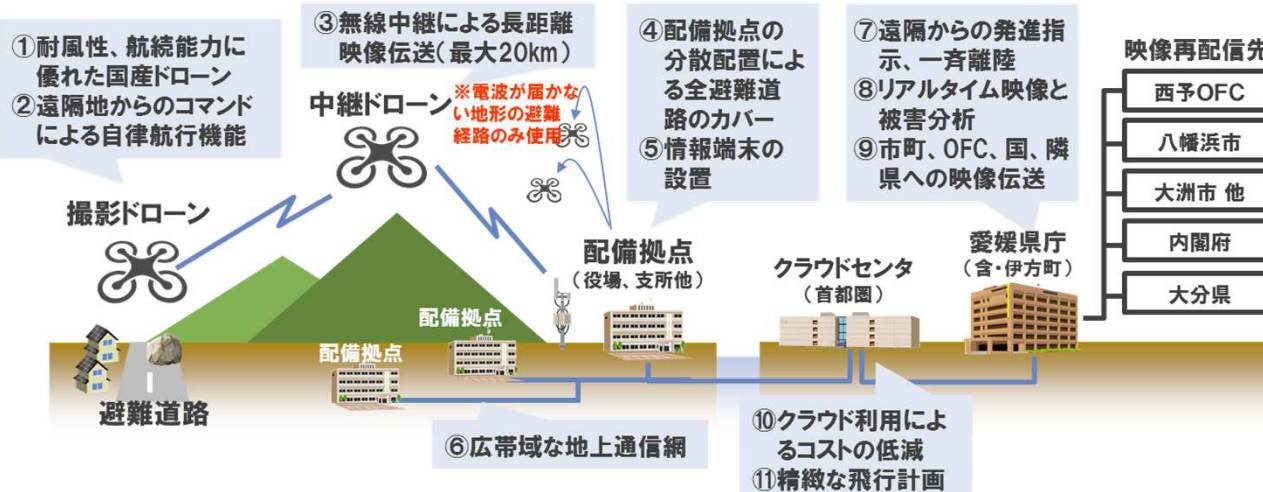 ①耐風性、航続能力に
優れた国産ドローン
②遠隔地からのコマンド
による自律航行機能
③無線中継による長距離
映像伝送(最大20km)
中継ドローン
※電波が届かな
い地形の避難
経路のみ使用
④配備拠点の
分散配置によ
る全避難道
路のカバー
⑤情報端末の
設置
⑦遠隔からの発進指
示、一斉離陸
⑧リアルタイム映像と
被害分析
⑨市町、OFC、国、隣
県への映像伝送
映像再配信先
西予OFC
八幡浜市
大洲市 他
内閣府
大分県
撮影ドローン
配備拠点
(役場、支所他)
クラウドセンタ
(首都圏)
愛媛県庁
(含・伊方町)
配備拠点
配備拠点
避難道路
⑥広帯域な地上通信網
⑩クラウド利用によ
るコストの低減
⑪精緻な飛行計画